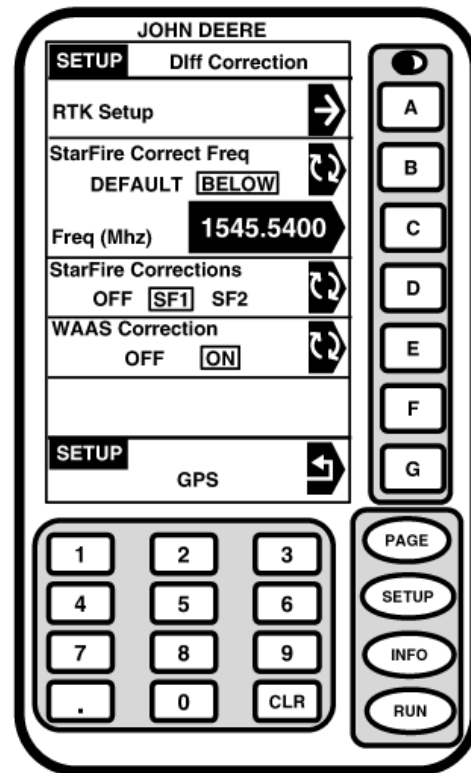 JOHN DEERE
SETUP DIff Correction
RTK Setup
StarFire Correct Freq
DEFAULT BELOW
Freq (Mhz) 1545.5400
StarFire Corrections
OFF SF1 SF2
WAAS Correction
OFF ON
SETUP
GPS
A
B
C
D
E
F
G
PAGE
SETUP
INFO
RUN
1 2 3
4 5 6
7 8 9
. 0 CLR